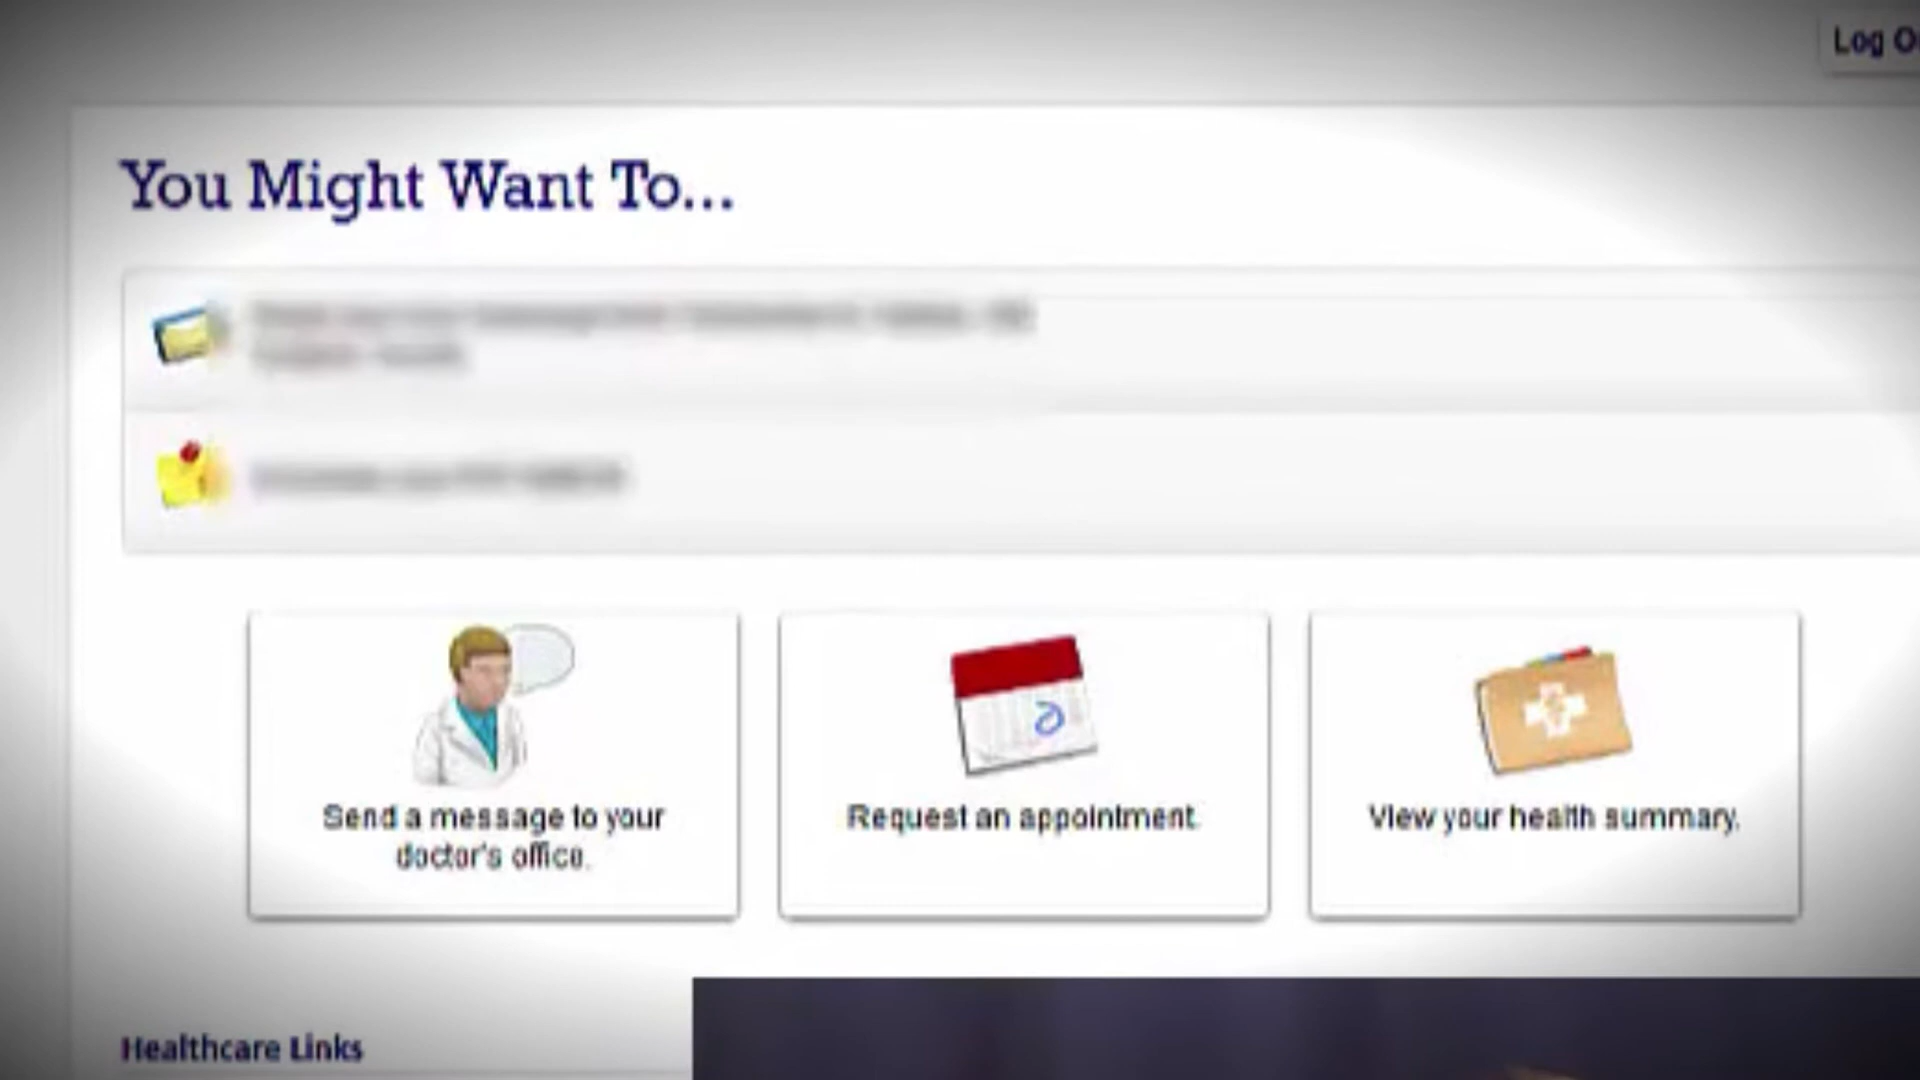 Log O
You Might Want To...
Send a message to your
doctor's office.
Request an appointment.
View your health summary.
Healthcare Links